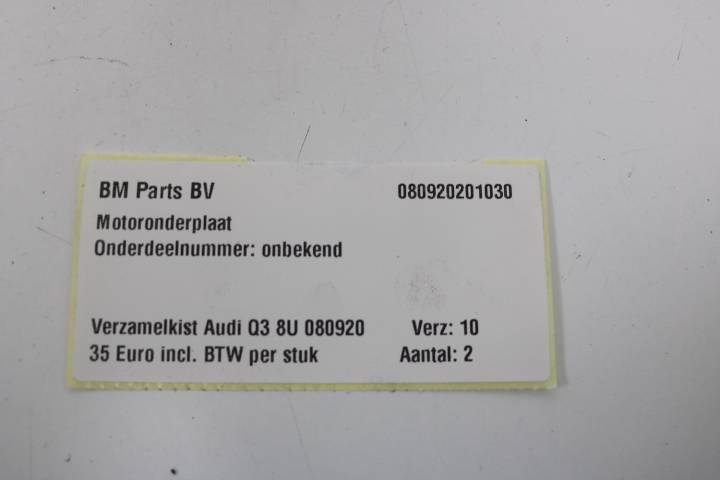 BM Parts BV 080920201030
Motoronderplaat
Onderdeelnummer: onbekend
Verzamelkist Audi Q3 8U 080920 Verz: 10
35 Euro incl. BTW per stuk Aantal: 2